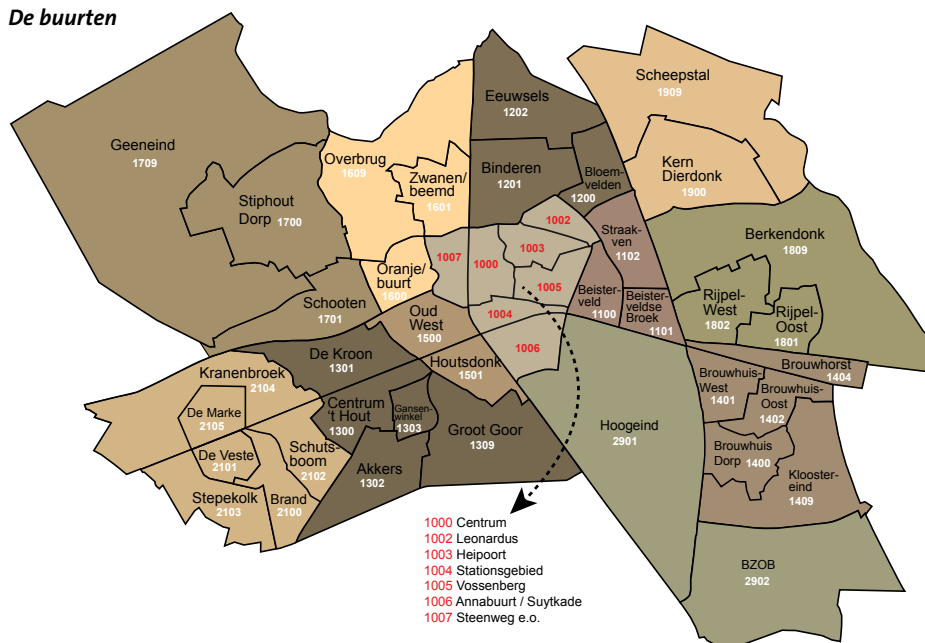 De buurten
Geeneind
1709
Stiphout
Dorp 1700
Schooten
1701
Overbrug
1609
Zwanen/
beemd
1601
Oranje/
buurt
1600
Eeuwsels
1202
Binderen
1201
Bloem-
velden
1200
Scheepstal
1909
Kern
Dierdonk
1900
Straak-
ven
1102
Beister-
veld
1100
Beister-
veldse
Broek
1101
Berkendonk
1809
Rijpel-
West
1802
Rijpel-
Oost
1801
1002
1003
1007
1000
1005
1004
1006
Oud
West
1500
Houtsdonk
1501
De Kroon
1301
Centrum
't Hout
1300
Gansen-
winkel
1303
Groot Goor
1309
Akkers
1302
Kranenbroek
2104
De Marke
2105
De Veste
2101
Schuts-
boom
2102
Stepekolk
2103
Brand
2100
Hoogeind
2901
Brouwhorst
1404
Brouwhuis-
West
1401
Brouwhuis-
Oost
1402
Brouwhuis
Dorp 1400
Klooster-
eind
1409
BZOB
2902
1000 Centrum
1002 Leonardus
1003 Heipoort
1004 Stationsgebied
1005 Vossenberg
1006 Annabuurt / Suytkade
1007 Steenweg e.o.